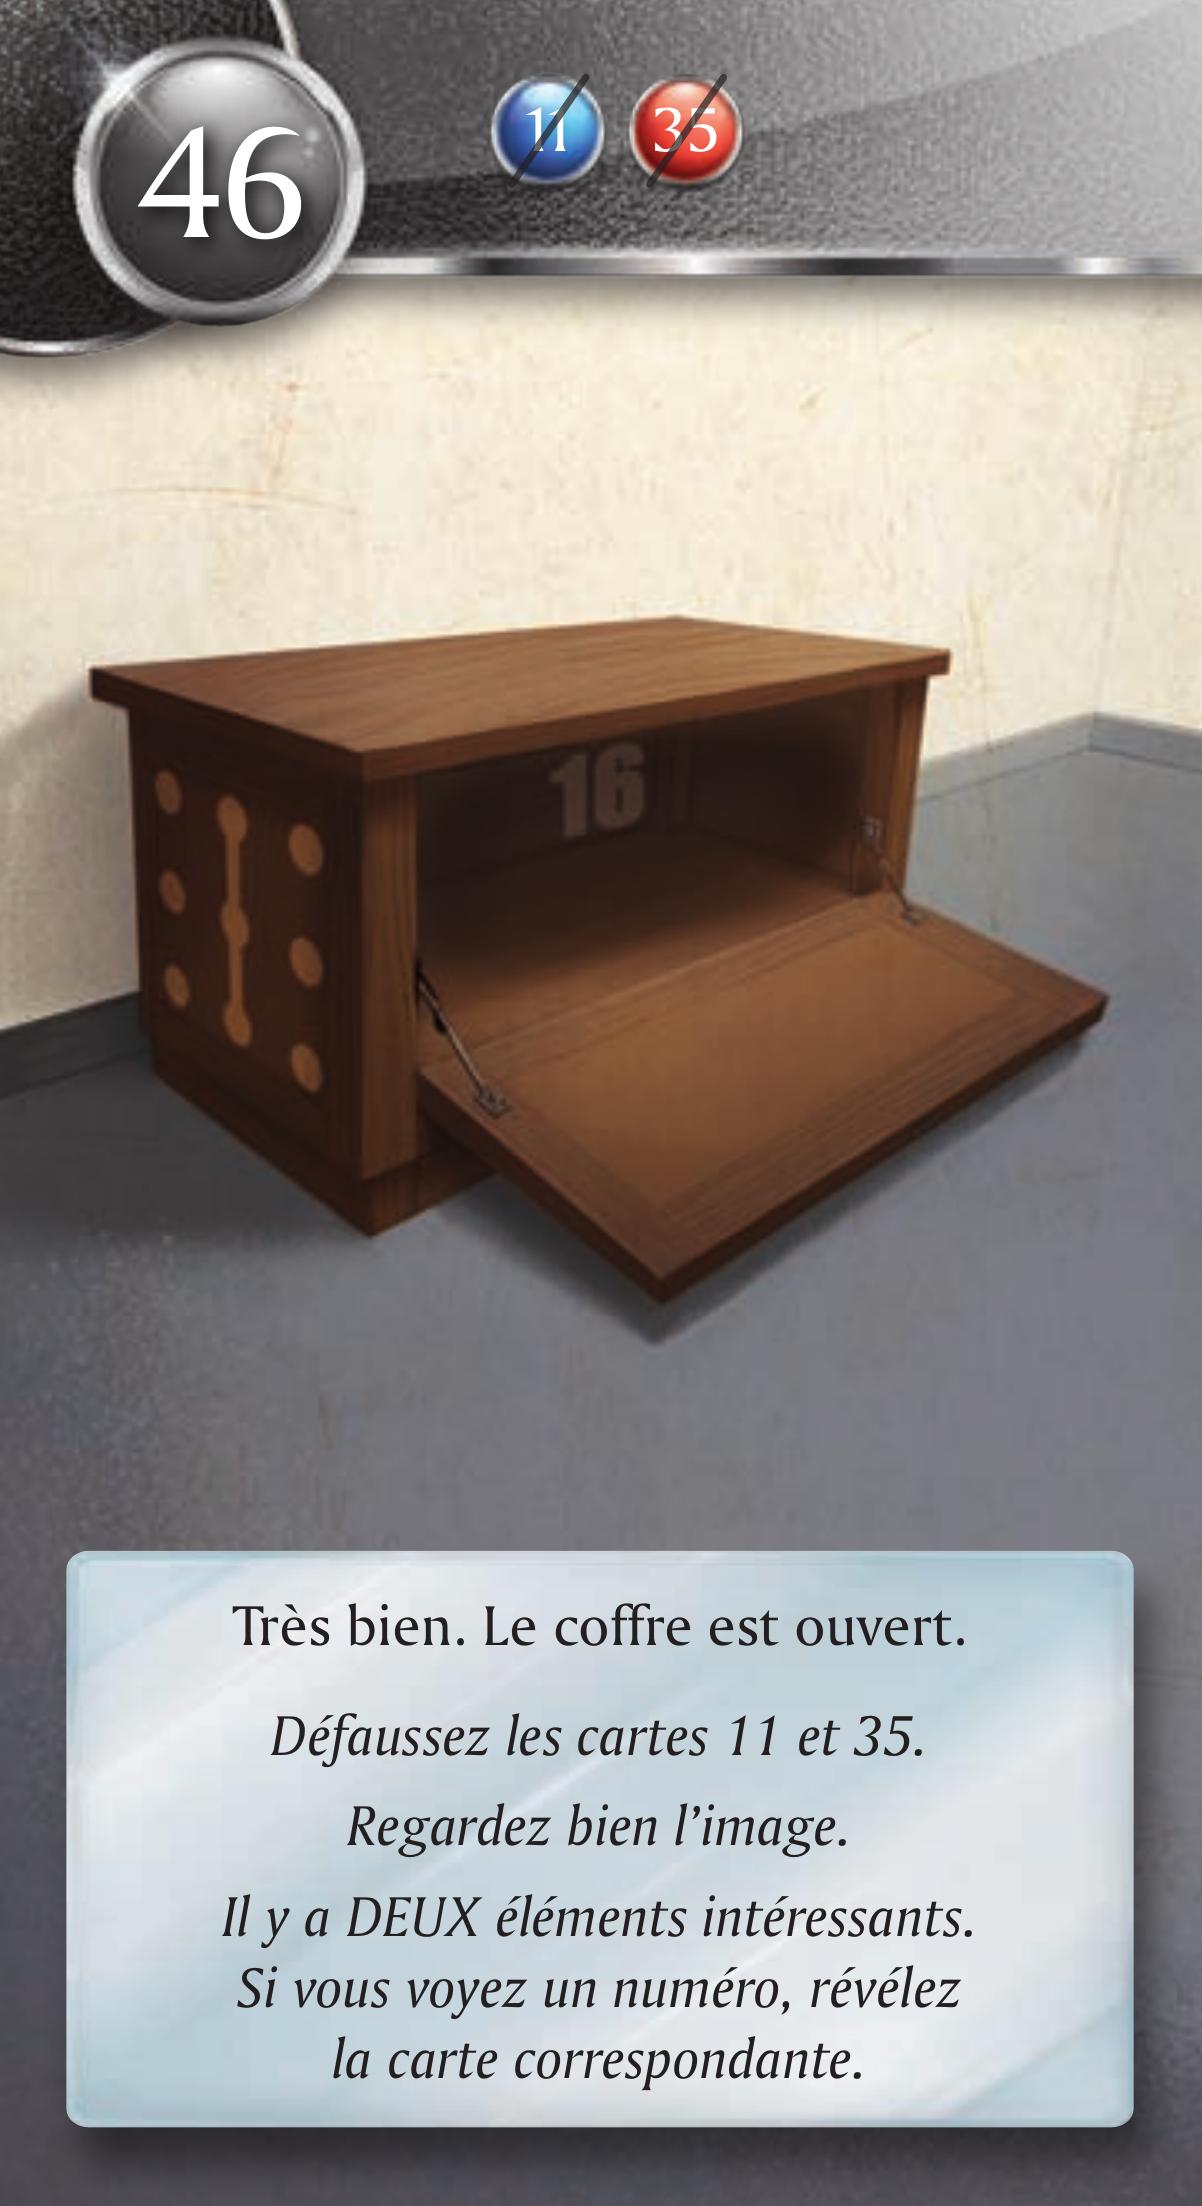 46
11
35
16
Très bien. Le coffre est ouvert.
Défaussez les cartes 11 et 35.
Regardez bien l'image.
Il y a DEUX éléments intéressants.
Si vous voyez un numéro, révélez
la carte correspondante.